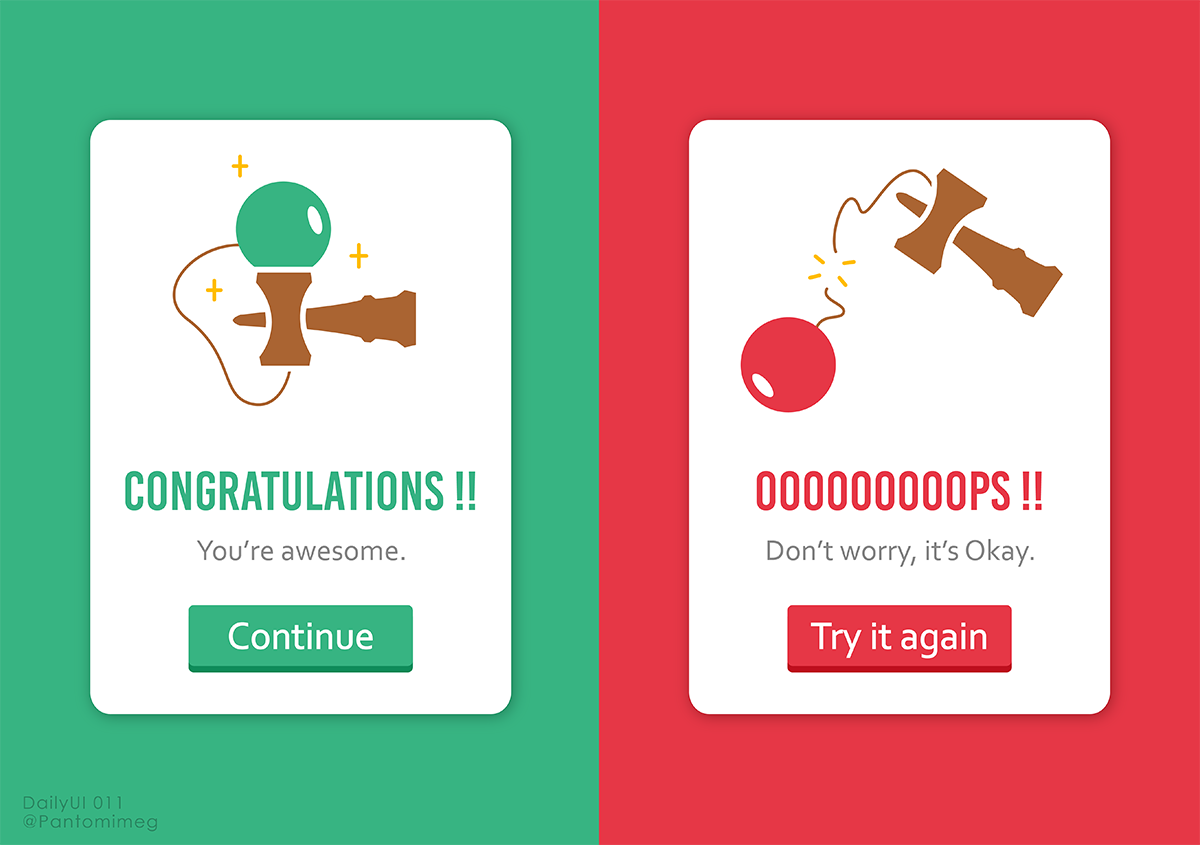 CONGRATULATIONS !!
You’re awesome.
Continue
OOOOOOOOOPS !!
Don’t worry, it’s Okay.
Try it again
DailyUI 011
@Pantomimeg